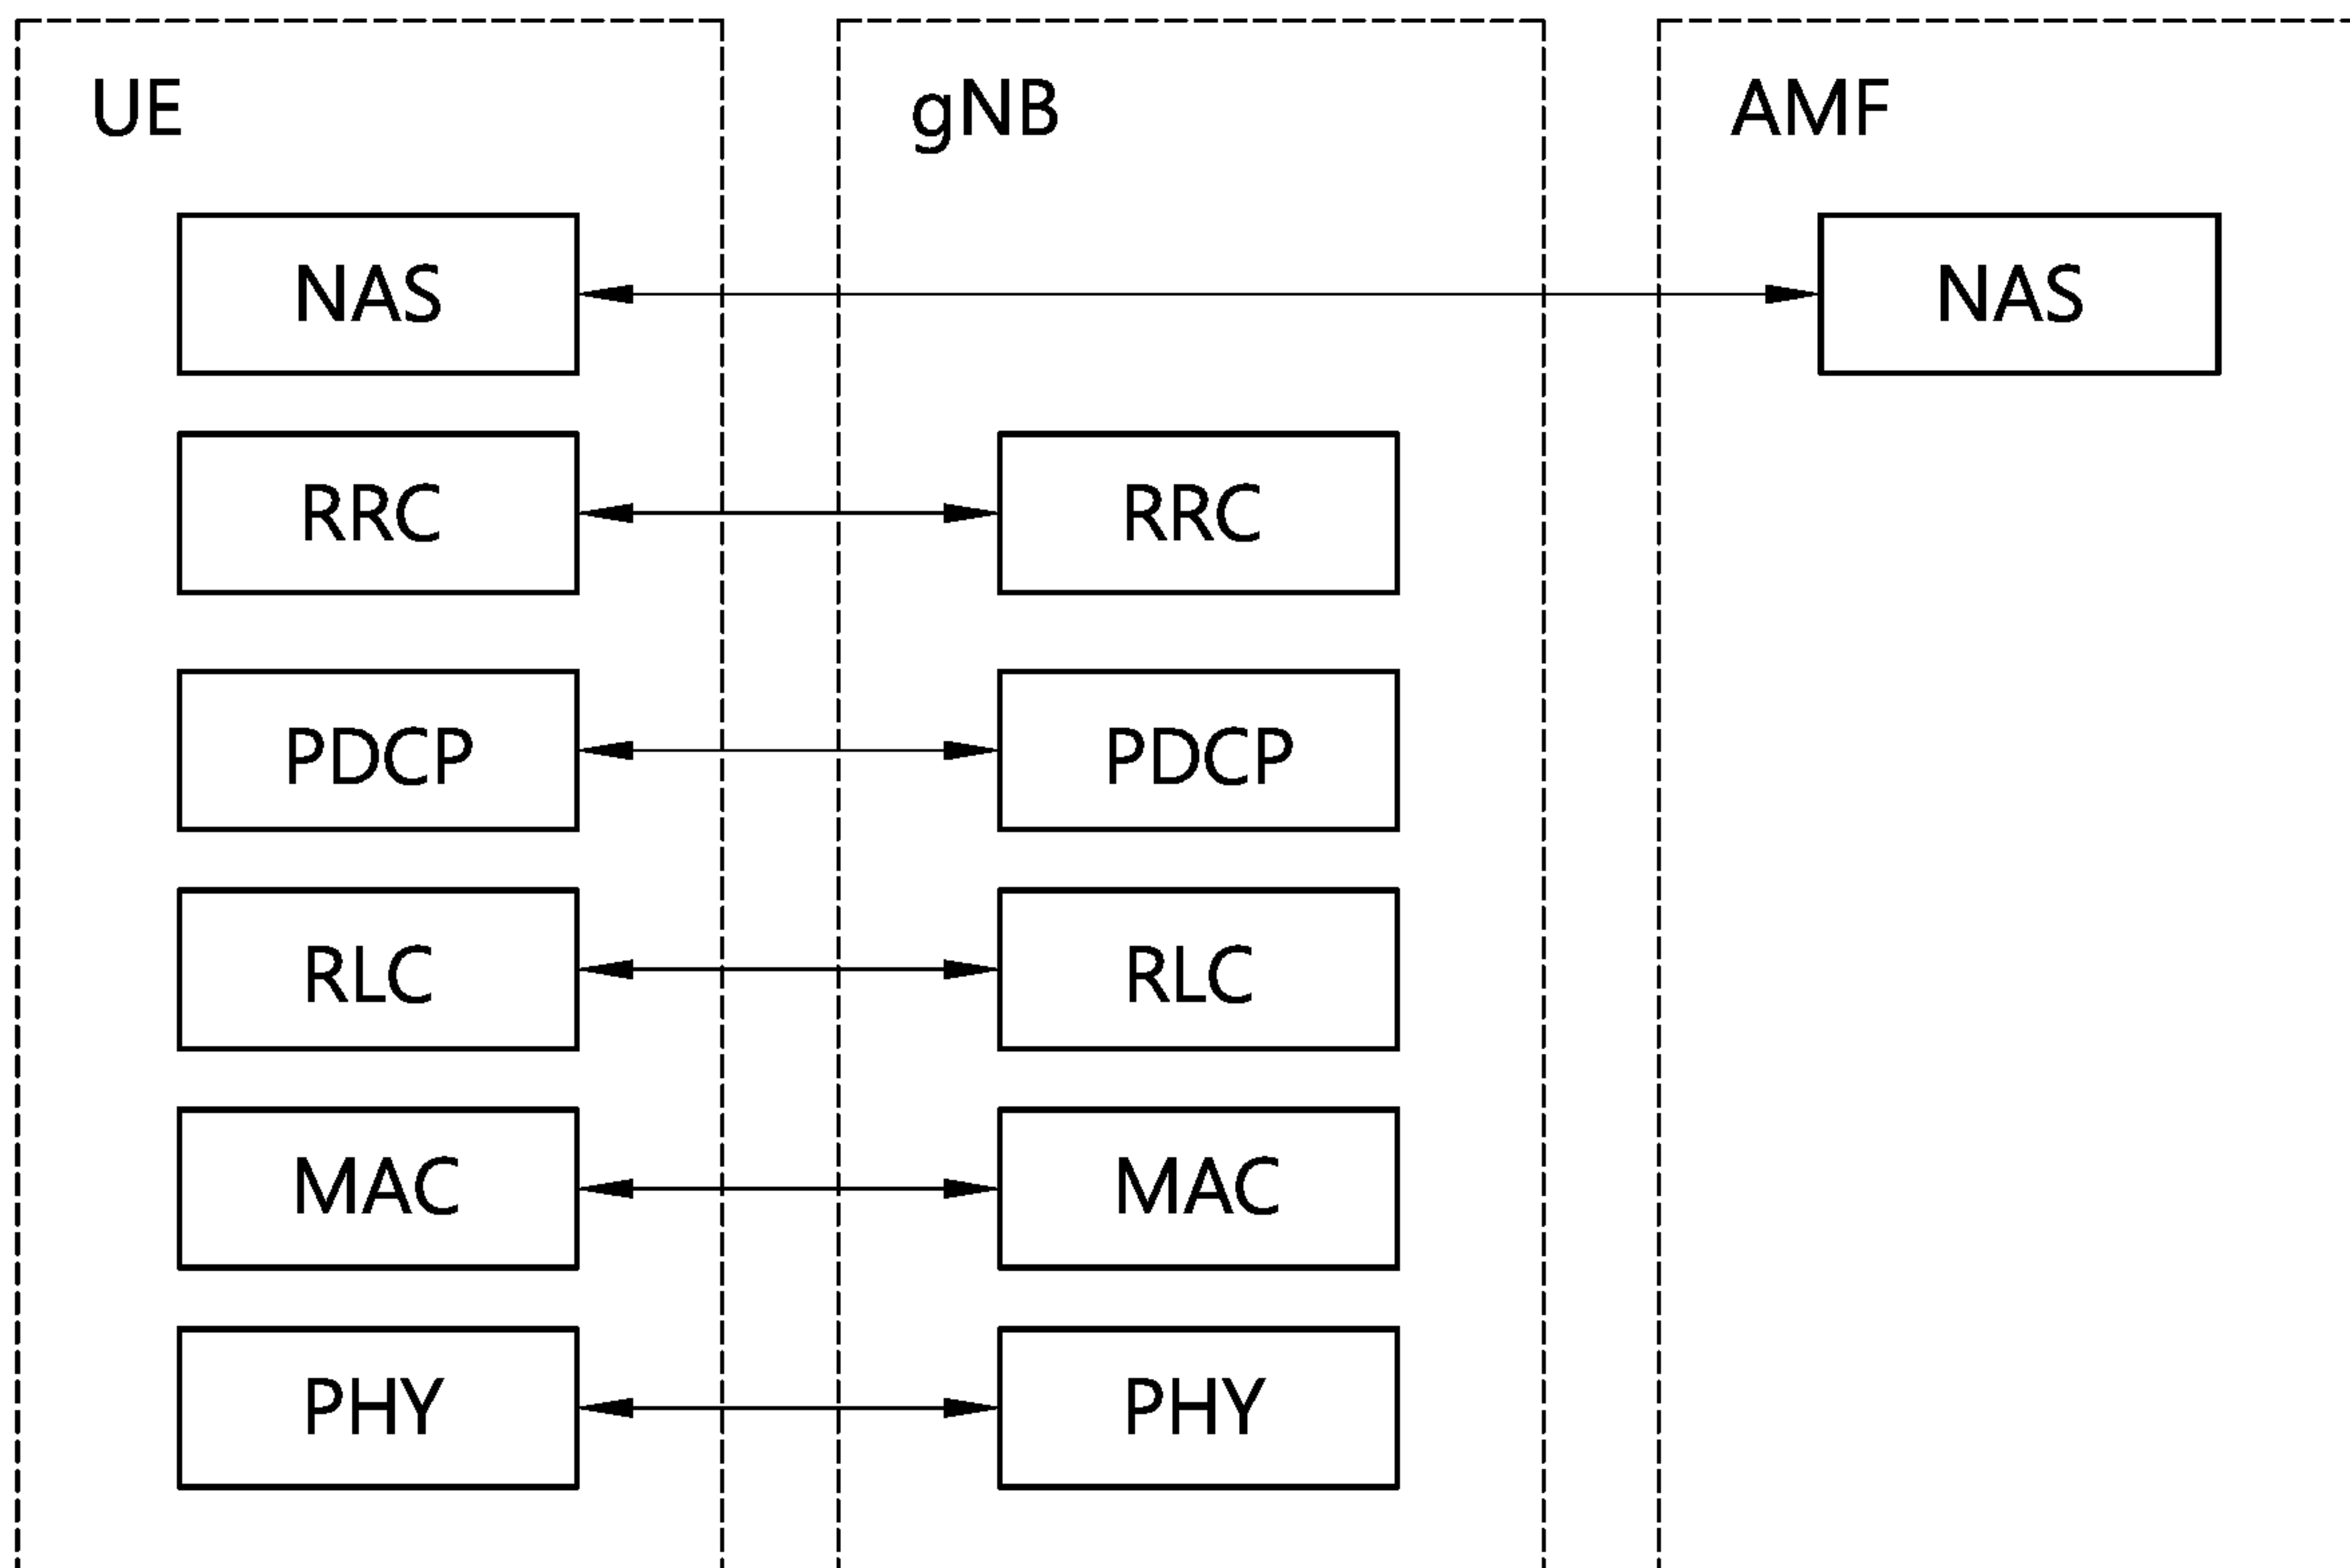 UE gNB AMF
NAS NAS
RRC RRC
PDCP PDCP
RLC RLC
MAC MAC
PHY PHY